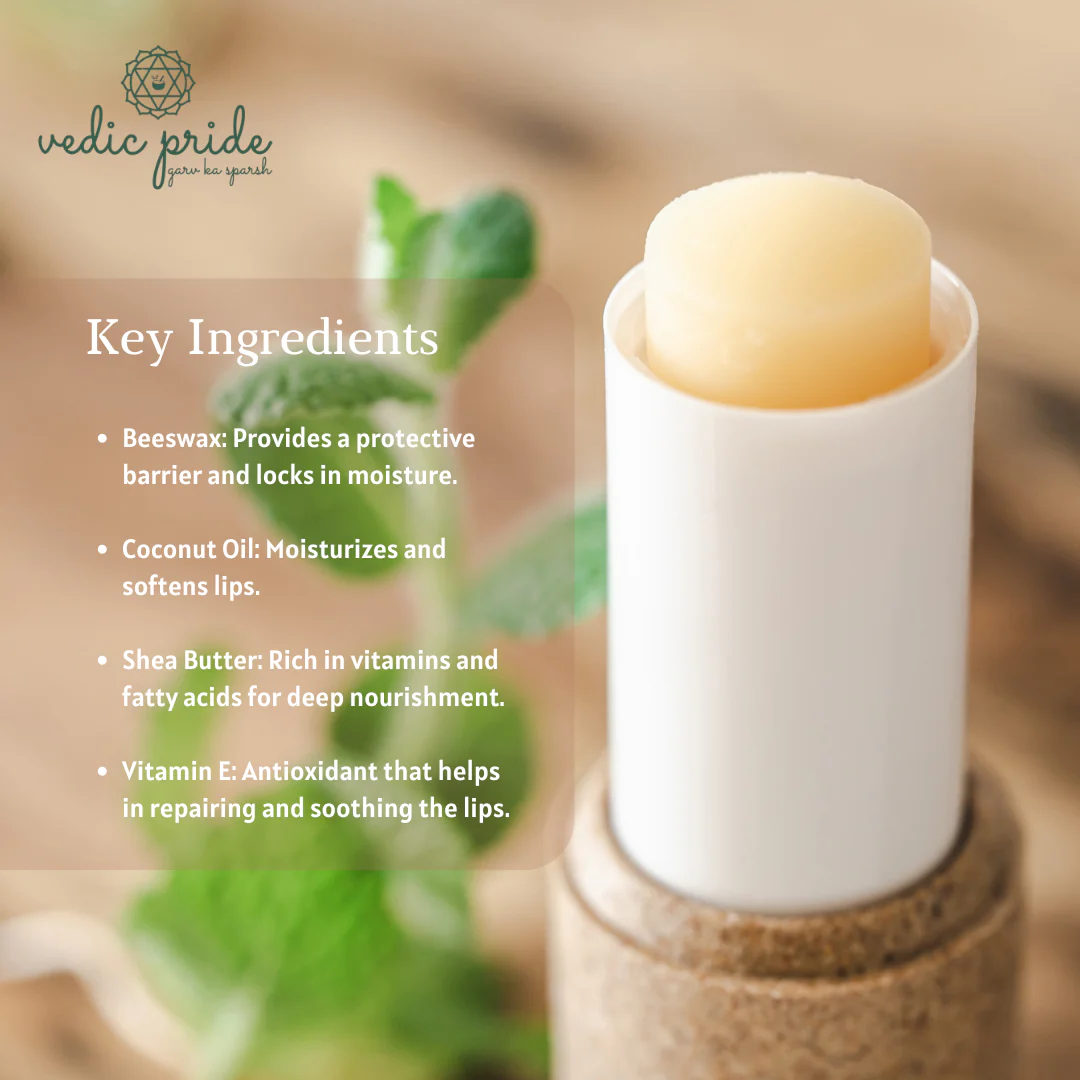 vedic pride
garv ka sparsh
Key Ingredients
• Beeswax: Provides a protective
barrier and locks in moisture.
• Coconut Oil: Moisturizes and
softens lips.
• Shea Butter: Rich in vitamins and
fatty acids for deep nourishment.
• Vitamin E: Antioxidant that helps
in repairing and soothing the lips.